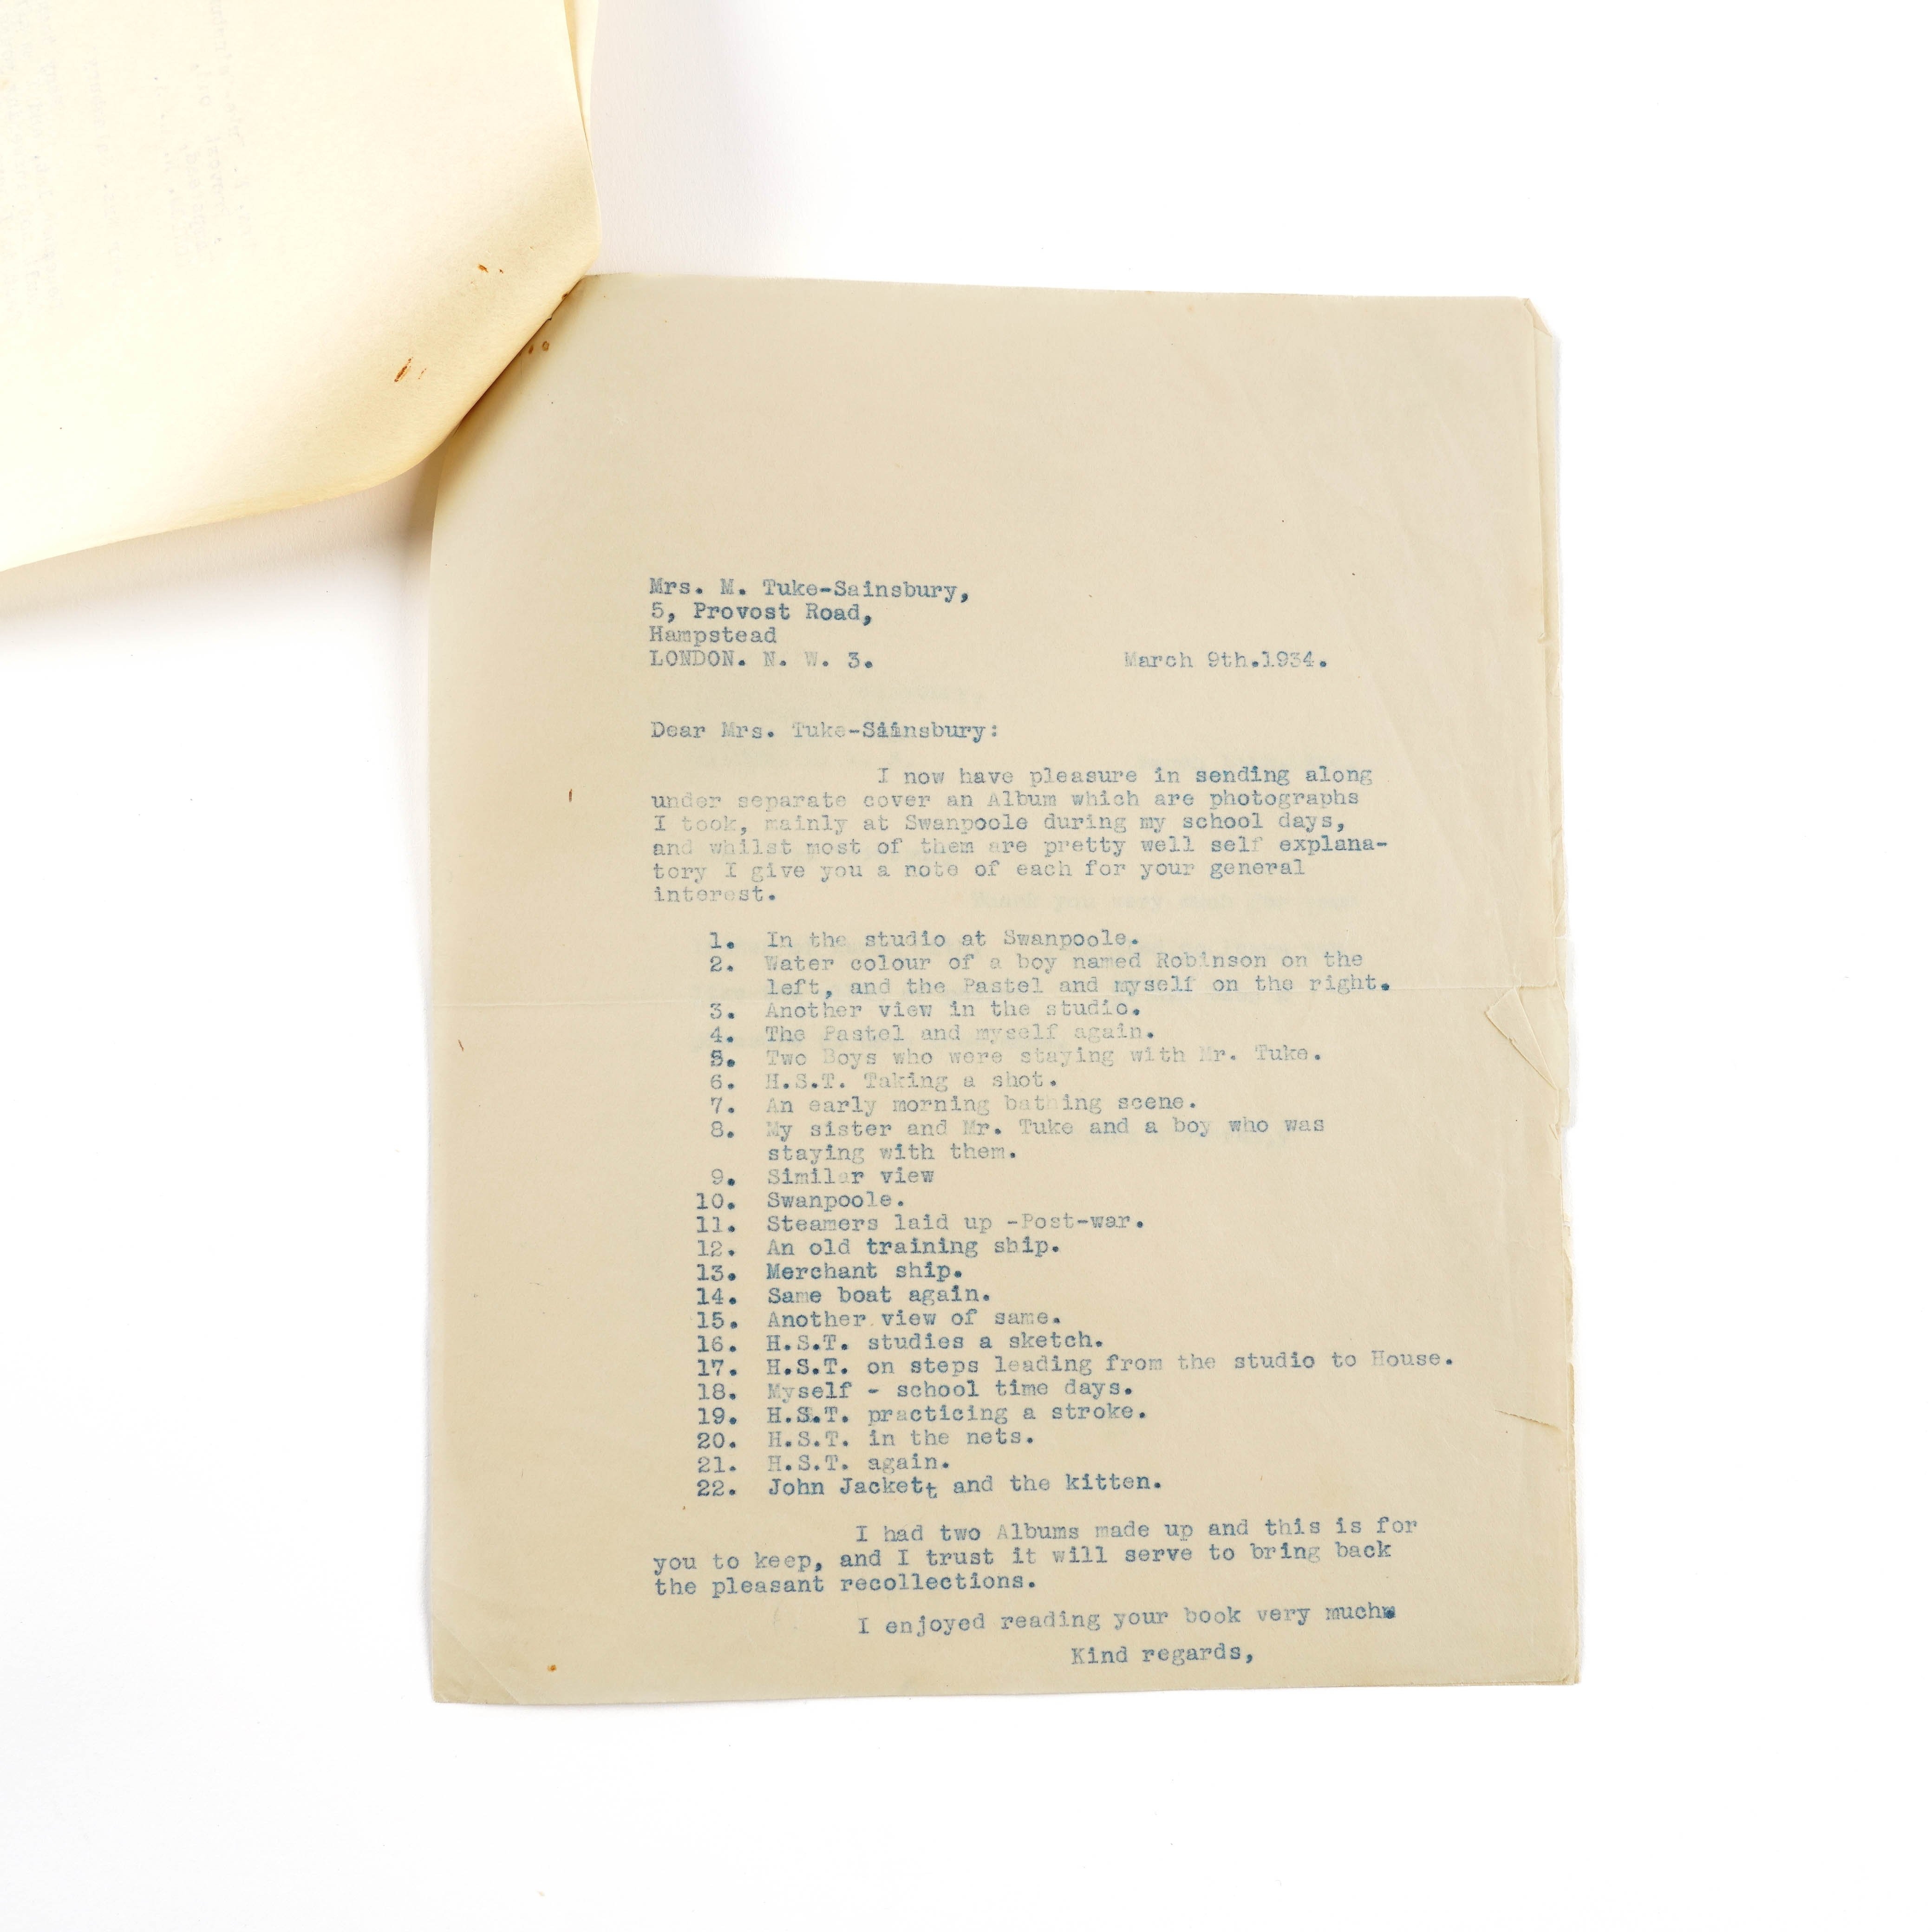 Mrs. M. Tuke-Sainsbury,
5, Provost Road,
Hampstead
LONDON. N. W. 3.
March 9th.1934.
Dear Mrs. Tuke-Sainsbury:
I now have pleasure in sending along
under separate cover an Album which are photographs
I took, mainly at Swanpoole during my school days,
and whilst most of them are pretty well self explana-
tory I give you a note of each for your general
interest.
1. In the studio at Swanpoole.
2. Water colour of a boy named Robinson on the
left, and the Pastel and myself on the right.
3. Another view in the studio.
4. The Pastel and myself again.
5. Two Boys who were staying with Mr. Tuke.
6. H.S.T. Taking a shot.
7. An early morning bathing scene.
8. My sister and Mr. Tuke and a boy who was
staying with them.
9. Similar view
10. Swanpoole.
11. Steamers laid up -Post-war.
12. An old training ship.
13. Merchant ship.
14. Same boat again.
15. Another view of same.
16. H.S.T. studies a sketch.
17. H.S.T. on steps leading from the studio to House.
18. Myself - school time days.
19. H.S.T. practicing a stroke.
20. H.S.T. in the nets.
21. H.S.T. again.
22. John Jackett and the kitten.
I had two Albums made up and this is for
you to keep, and I trust it will serve to bring back
the pleasant recollections.
I enjoyed reading your book very much.
Kind regards,